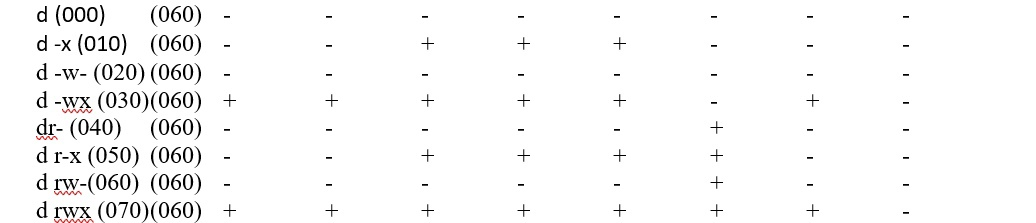 d (000) (060) - - - - - - - -
d -x (010) (060) - - + + + - - -
d -w- (020) (060) - - - - - - - -
d -wx (030)(060) + + + + + - + -
dr- (040) (060) - - - - - + - -
d r-x (050) (060) - - + + + + - -
d rw-(060) (060) - - - - - + - -
d rwx (070)(060) + + + + + + + -